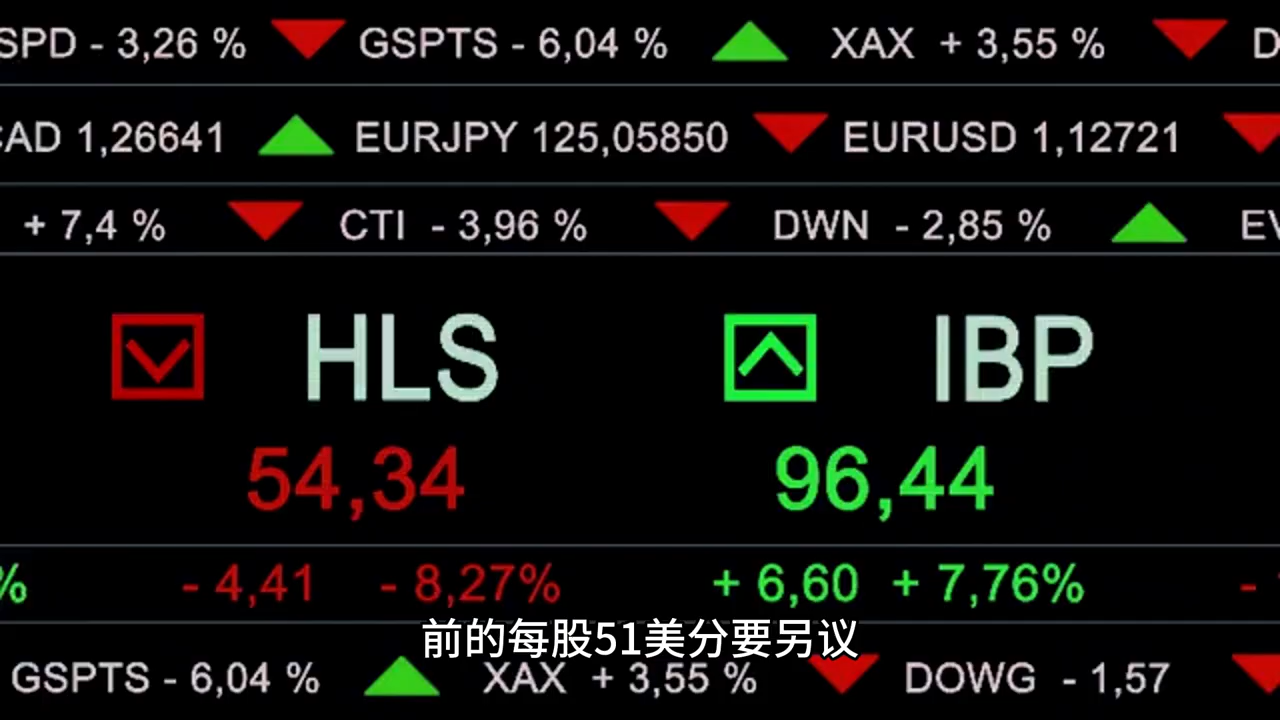 SPD - 3,26 % GSPTS - 6,04 % XAX + 3,55 % D
CAD 1,26641 EURJPY 125,05850 EURUSD 1,12721
+ 7,4 % CTI - 3,96 % DWN - 2,85 % EV
HLS IBP
54,34 96,44
% - 4,41 - 8,27% + 6,60 + 7,76% -
前的每股51美分要另议
GSPTS - 6,04 % XAX + 3,55 % DOWG - 1,57